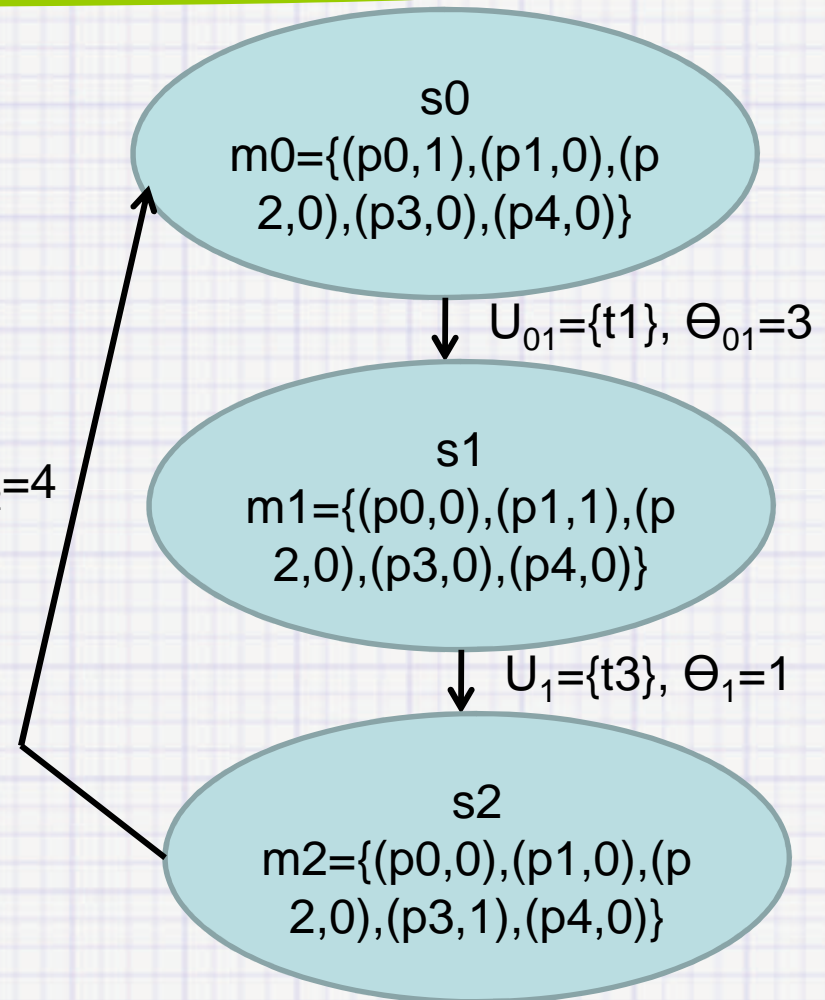 s0
m0={(p0,1),(p1,0),(p
2,0),(p3,0),(p4,0)}
U₀₁={t1}, Ө₀₁=3
s1
m1={(p0,0),(p1,1),(p
2,0),(p3,0),(p4,0)}
=4
U₁={t3}, Ө₁=1
s2
m2={(p0,0),(p1,0),(p
2,0),(p3,1),(p4,0)}